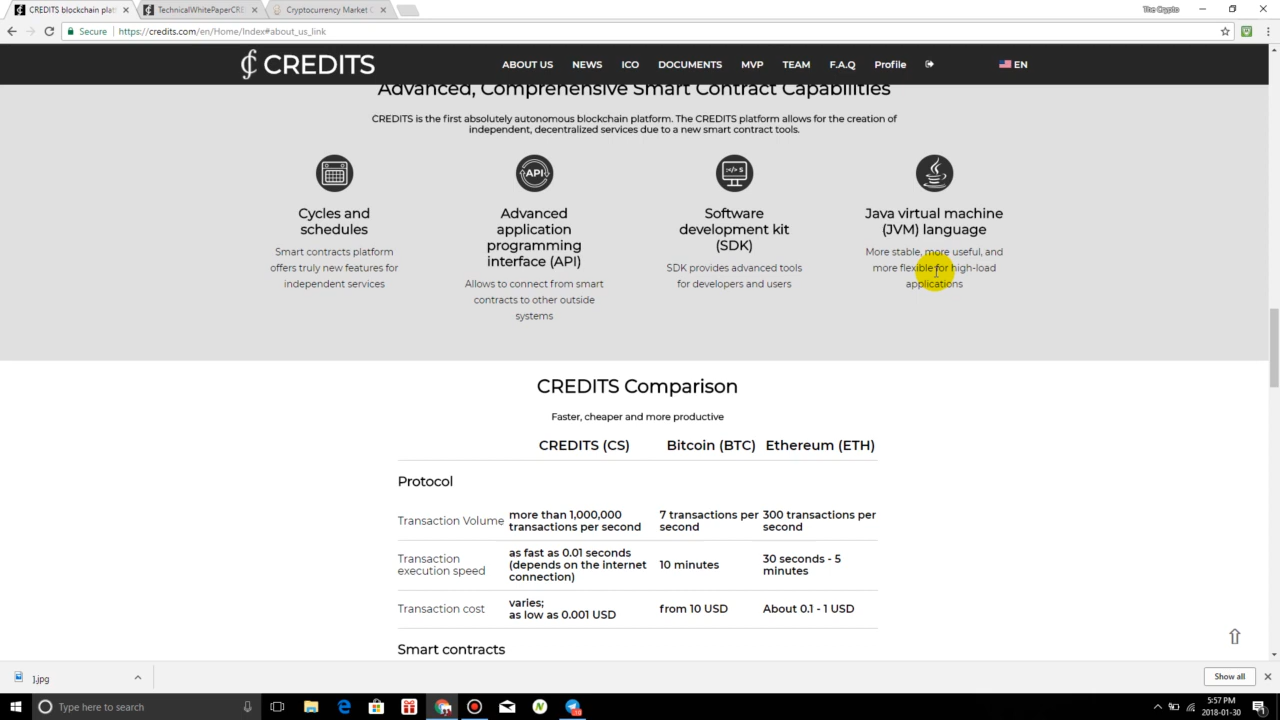 CREDITS blockchain plat
TechnicalWhitePaperCRE
Cryptocurrency Market C
The Crypto
Secure
https://credits.com/en/Home/Index#about_us_link
CREDITS
ABOUT US
NEWS
ICO
DOCUMENTS
MVP
TEAM
F.A.Q
Profile
EN
Advanced, Comprehensive Smart Contract Capabilities
CREDITS is the first absolutely autonomous blockchain platform. The CREDITS platform allows for the creation of
independent, decentralized services due to a new smart contract tools.
Cycles and
schedules
Smart contracts platform
offers truly new features for
independent services
API
Advanced
application
programming
interface (API)
Allows to connect from smart
contracts to other outside
systems
</> S
Software
development kit
(SDK)
SDK provides advanced tools
for developers and users
Java virtual machine
(JVM) language
More stable, more useful, and
more flexible for high-load
applications
CREDITS Comparison
Faster, cheaper and more productive
CREDITS (CS) Bitcoin (BTC) Ethereum (ETH)
Protocol
Transaction Volume
more than 1,000,000
transactions per second
7 transactions per
second
300 transactions per
second
Transaction
execution speed
as fast as 0.01 seconds
(depends on the internet
connection)
10 minutes
30 seconds - 5
minutes
Transaction cost
varies;
as low as 0.001 USD
from 10 USD
About 0.1 - 1 USD
Smart contracts
].jpg
Show all
Type here to search
5:57 PM
2018-01-30